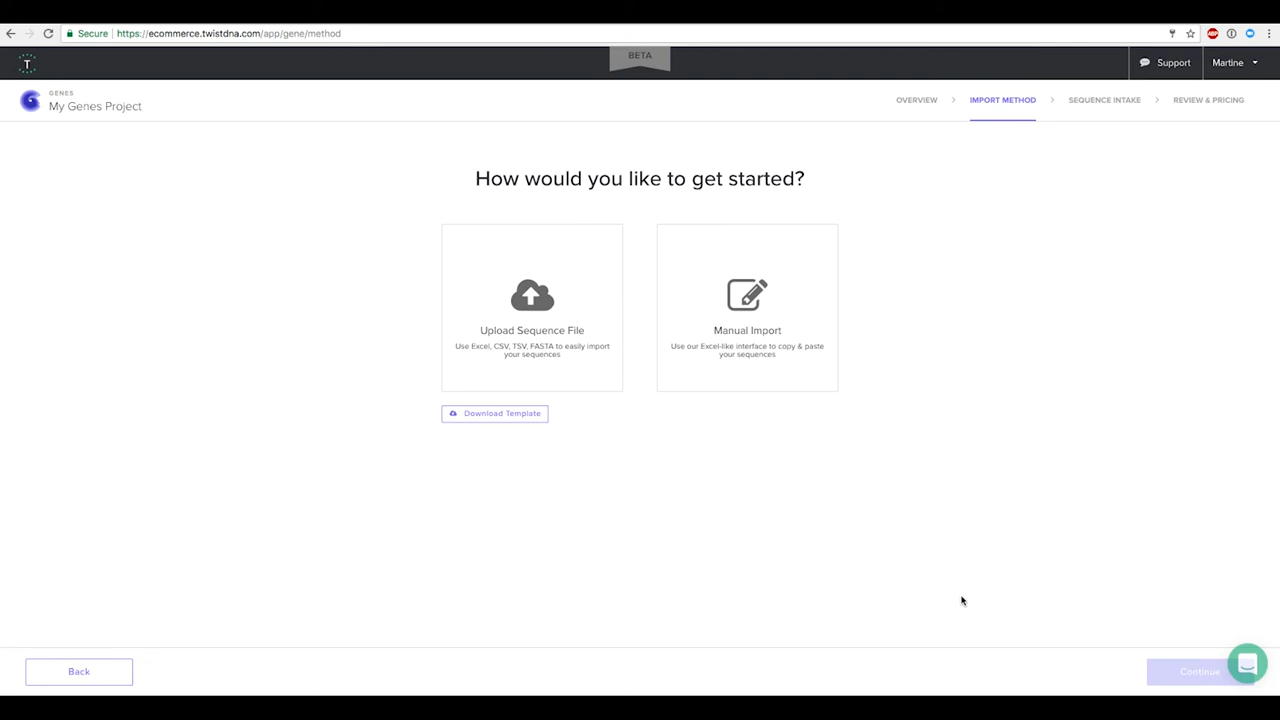 Secure https://ecommerce.twistdna.com/app/gene/method
ABP
T
BETA
Support
Martine
GENES
My Genes Project
OVERVIEW
IMPORT METHOD
SEQUENCE INTAKE
REVIEW & PRICING
How would you like to get started?
Upload Sequence File
Use Excel, CSV, TSV, FASTA to easily import
your sequences
Manual Import
Use our Excel-like interface to copy & paste
your sequences
Download Template
Back
Continue